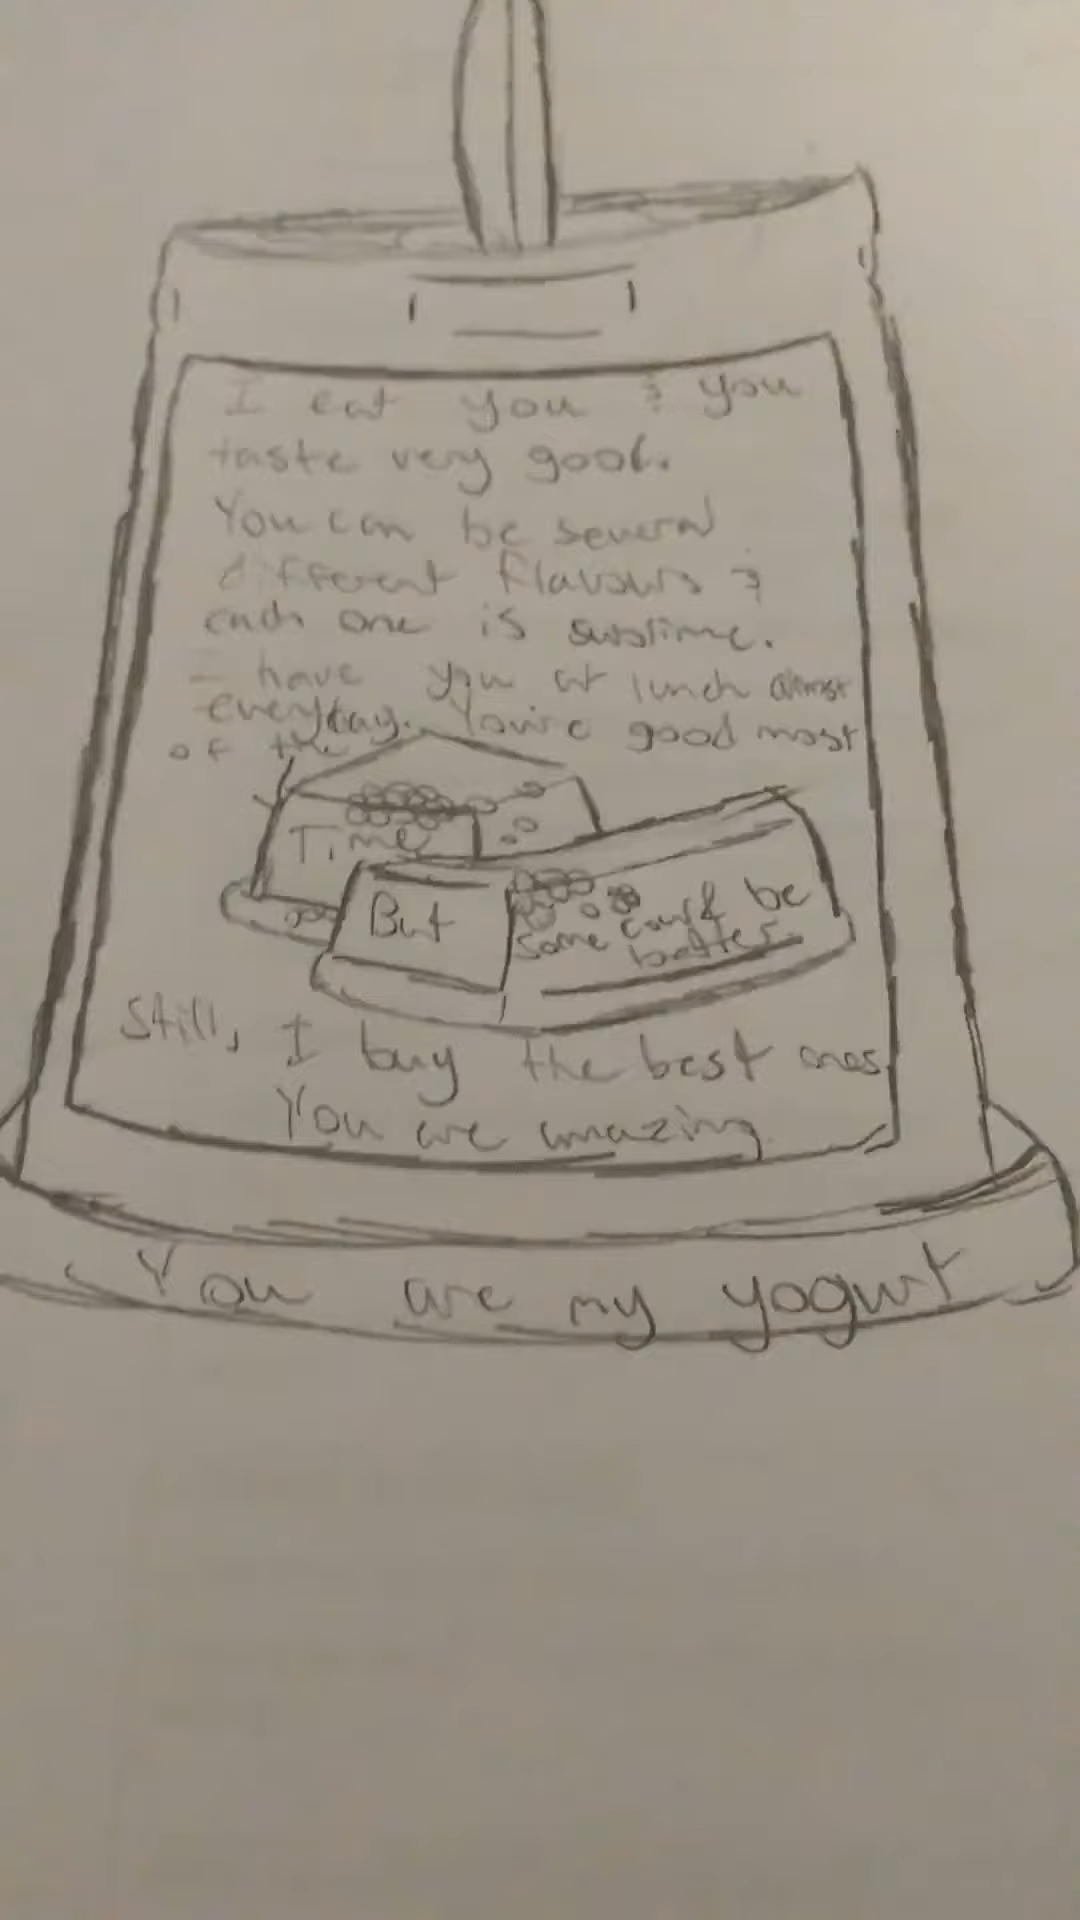 I eat you & you
taste very good.
You can be several
different flavours &
each one is sublime.
I have you at lunch almost
everyday. You're good most
of the
Time
But
some could be
better.
Still, I buy the best ones
You are amazing.
You are my yogurt